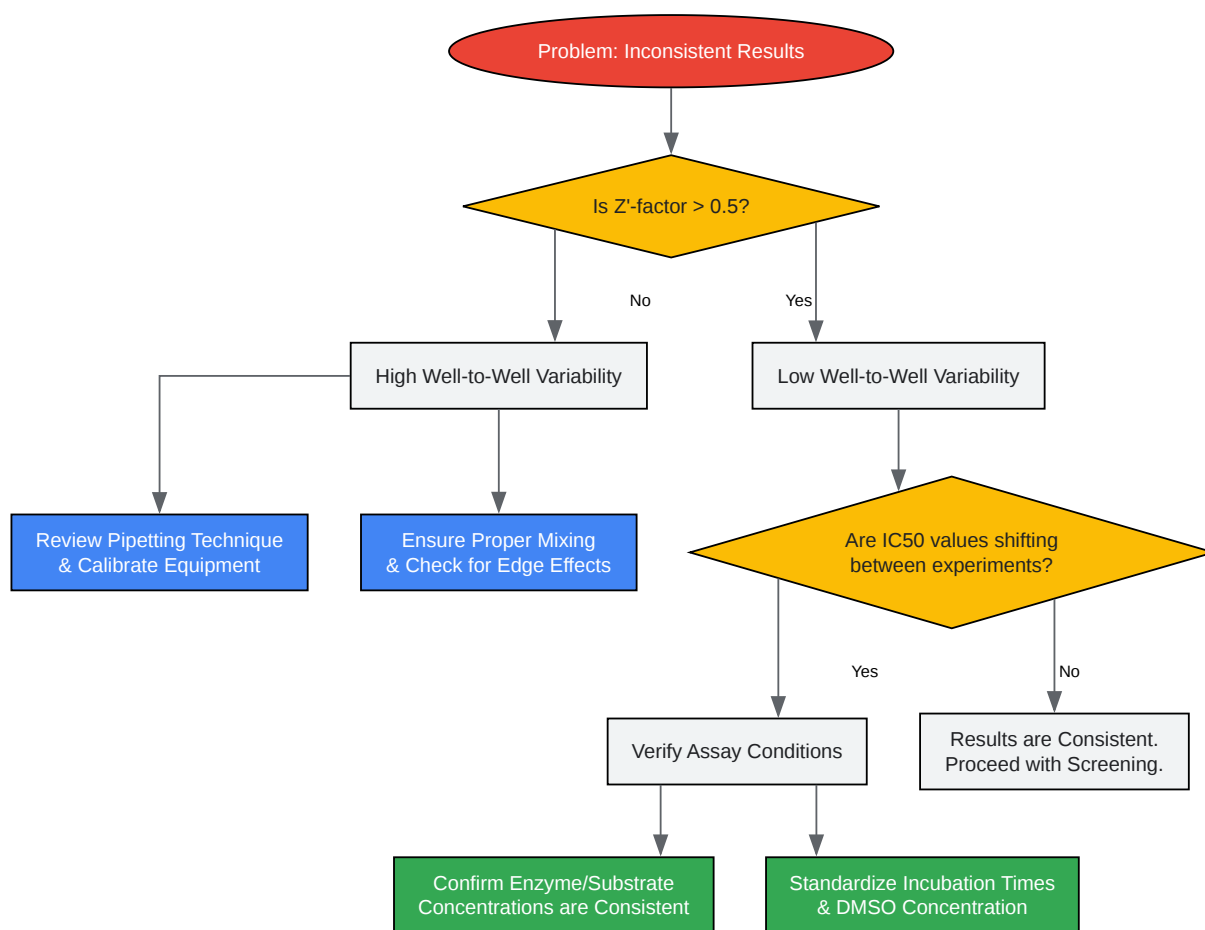 Problem: Inconsistent Results
Is Z'-factor > 0.5?
No
Yes
High Well-to-Well Variability
Low Well-to-Well Variability
Review Pipetting Technique
& Calibrate Equipment
Ensure Proper Mixing
& Check for Edge Effects
Are IC50 values shifting
between experiments?
Yes
No
Verify Assay Conditions
Results are Consistent.
Proceed with Screening.
Confirm Enzyme/Substrate
Concentrations are Consistent
Standardize Incubation Times
& DMSO Concentration